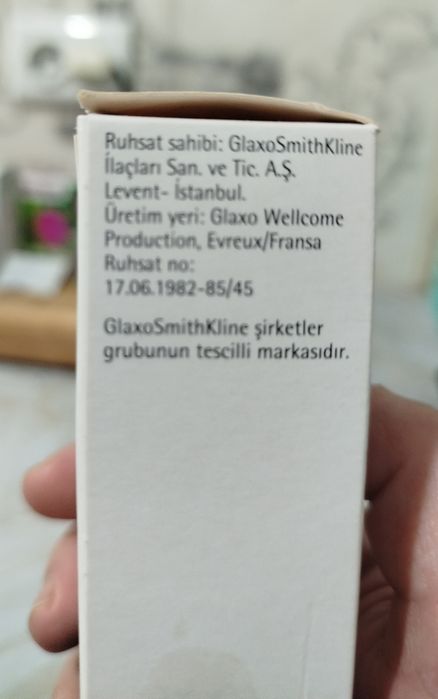 Ruhsat sahibi: GlaxoSmithKline
İlaçları San. ve Tic. A.Ş.
Levent- İstanbul.
Üretim yeri: Glaxo Wellcome
Production, Evreux/Fransa
Ruhsat no:
17.06.1982-85/45
GlaxoSmithKline şirketler
grubunun tescilli markasıdır.